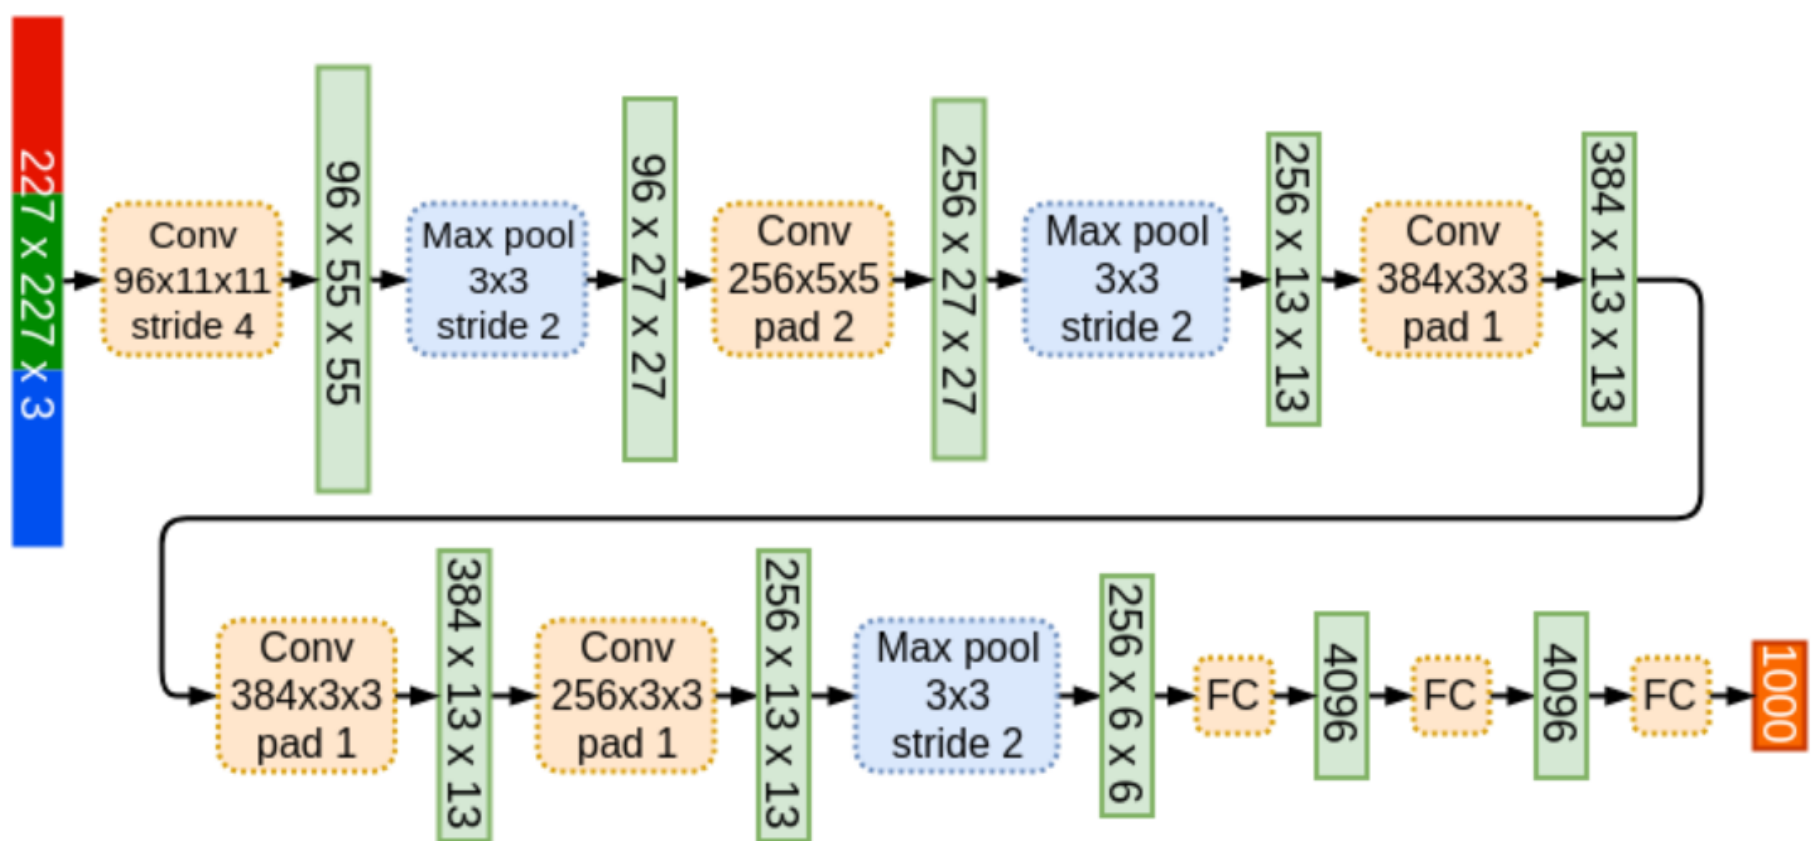 227 x 227 x 3
Conv
96x11x11
stride 4
96 x 55 x 55
Max pool
3x3
stride 2
96 x 27 x 27
Conv
256x5x5
pad 2
256 x 27 x 27
Max pool
3x3
stride 2
256 x 13 x 13
Conv
384x3x3
pad 1
384 x 13 x 13
Conv
384x3x3
pad 1
384 x 13 x 13
Conv
256x3x3
pad 1
256 x 13 x 13
Max pool
3x3
stride 2
256 x 6 x 6
FC
4096
FC
4096
FC
1000